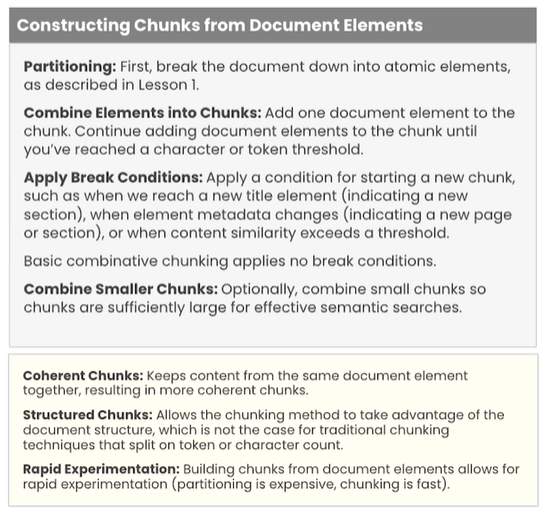 Constructing Chunks from Document Elements
Partitioning: First, break the document down into atomic elements,
as described in Lesson 1.
Combine Elements into Chunks: Add one document element to the
chunk. Continue adding document elements to the chunk until
you've reached a character or token threshold.
Apply Break Conditions: Apply a condition for starting a new chunk,
such as when we reach a new title element (indicating a new
section), when element metadata changes (indicating a new page
or section), or when content similarity exceeds a threshold.
Basic combinative chunking applies no break conditions.
Combine Smaller Chunks: Optionally, combine small chunks so
chunks are sufficiently large for effective semantic searches.
Coherent Chunks: Keeps content from the same document element
together, resulting in more coherent chunks.
Structured Chunks: Allows the chunking method to take advantage of the
document structure, which is not the case for traditional chunking
techniques that split on token or character count.
Rapid Experimentation: Building chunks from document elements allows for
rapid experimentation (partitioning is expensive, chunking is fast).